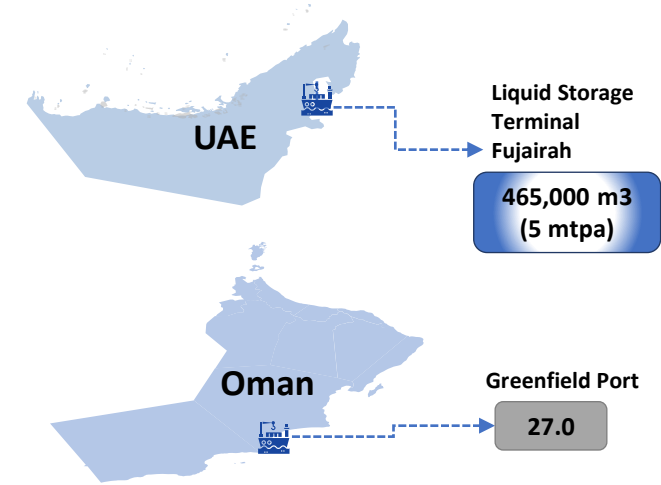 UAE
Liquid Storage
Terminal
Fujairah
465,000 m3
(5 mtpa)
Oman
Greenfield Port
27.0